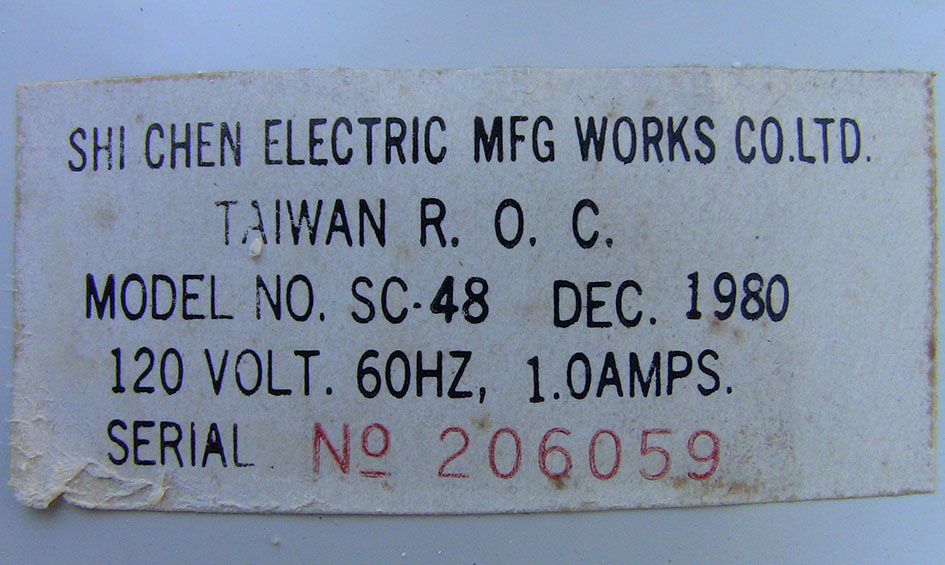 SHI CHEN ELECTRIC MFG WORKS CO.LTD.
TAIWAN R. O. C.
MODEL NO. SC-48 DEC. 1980
120 VOLT. 60HZ, 1.0AMPS.
SERIAL No 206059